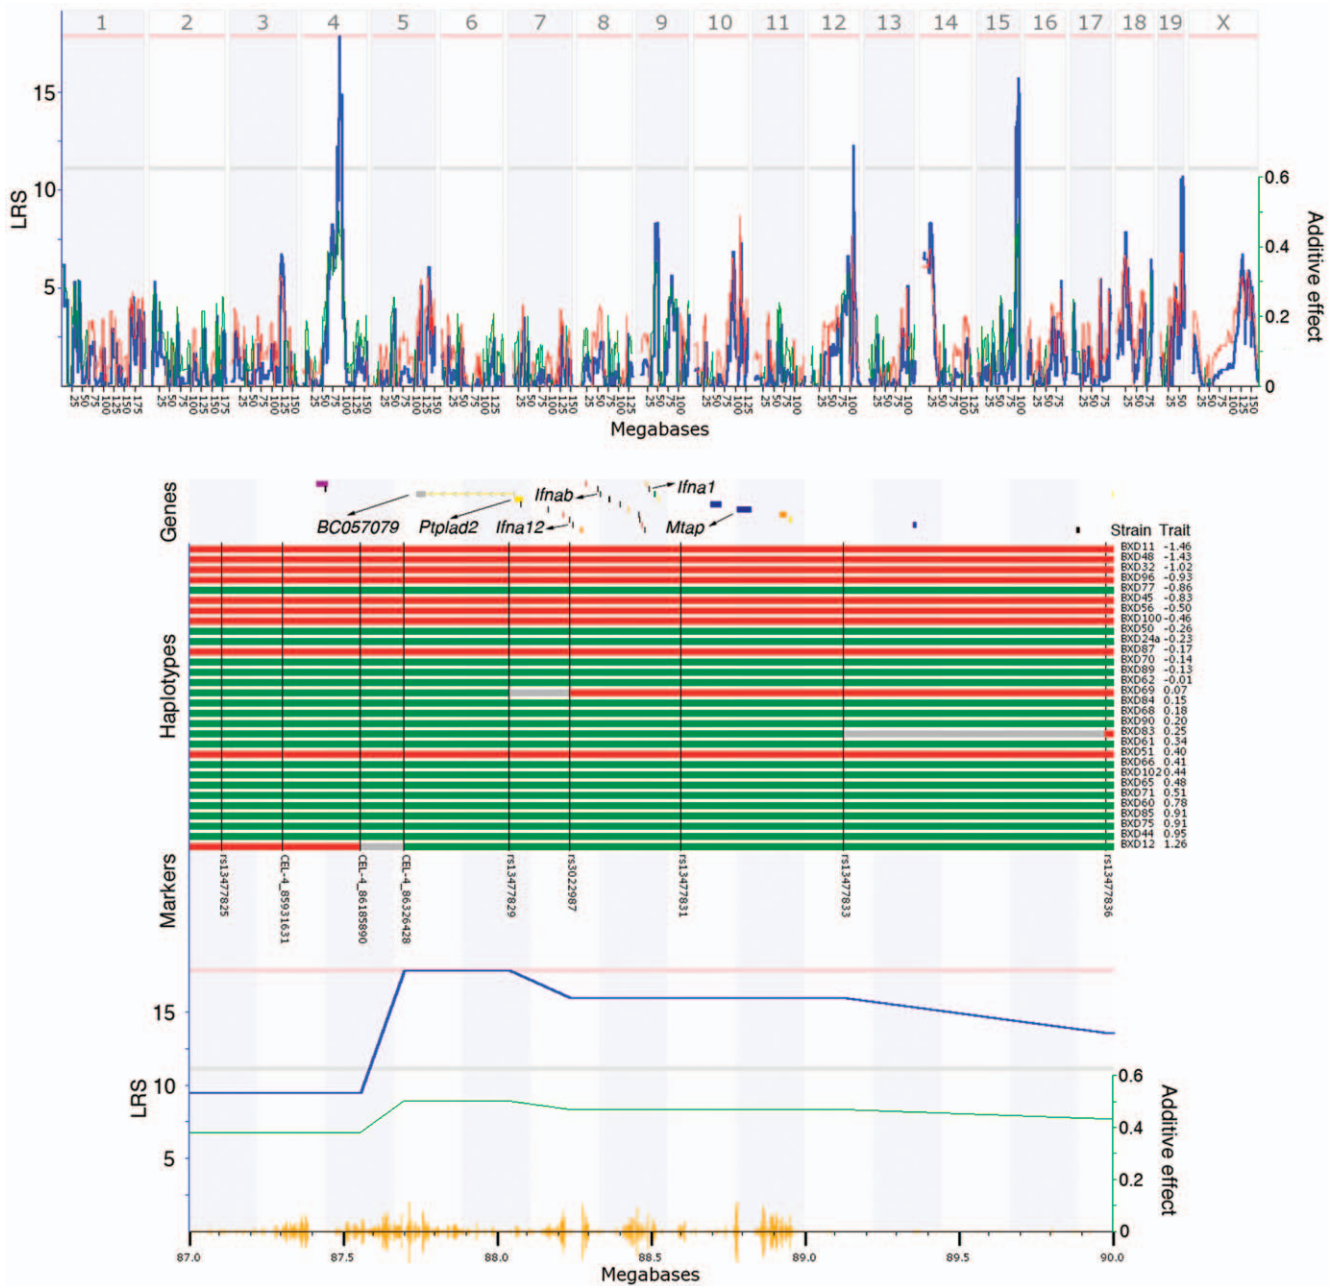 1 2 3 4 5 6 7 8 9 10 11 12 13 14 15 16 17 18 19 X
15
10
5
LRS
0.6
0.4
0.2
0
Additive effect
25 50 75 100 125 150 175
Megabases
Genes
BC057079 Ptplad2 Ifnab Ifna12 Ifna1 Mtap
Strain Trait
BXD11 -1.46
BXD48 -1.43
BXD32 -1.02
BXD96 -0.93
BXD77 -0.86
BXD45 -0.83
BXD56 -0.50
BXD100 -0.46
BXD50 -0.26
BXD24a -0.23
BXD87 -0.17
BXD70 -0.14
BXD89 -0.13
BXD62 -0.01
BXD69 0.07
BXD84 0.15
BXD68 0.18
BXD90 0.20
BXD83 0.25
BXD61 0.34
BXD51 0.40
BXD66 0.41
BXD102 0.44
BXD65 0.48
BXD71 0.51
BXD60 0.78
BXD85 0.91
BXD75 0.91
BXD44 0.95
BXD12 1.26
Haplotypes
Markers
rs13477825
CEL-4_85931631
CEL-4_86185890
CEL-4_86326428
rs13477829
rs3022987
rs13477831
rs13477833
rs13477836
15
10
5
LRS
0.6
0.4
0.2
0
Additive effect
87.0 87.5 88.0 88.5 89.0 89.5 90.0
Megabases